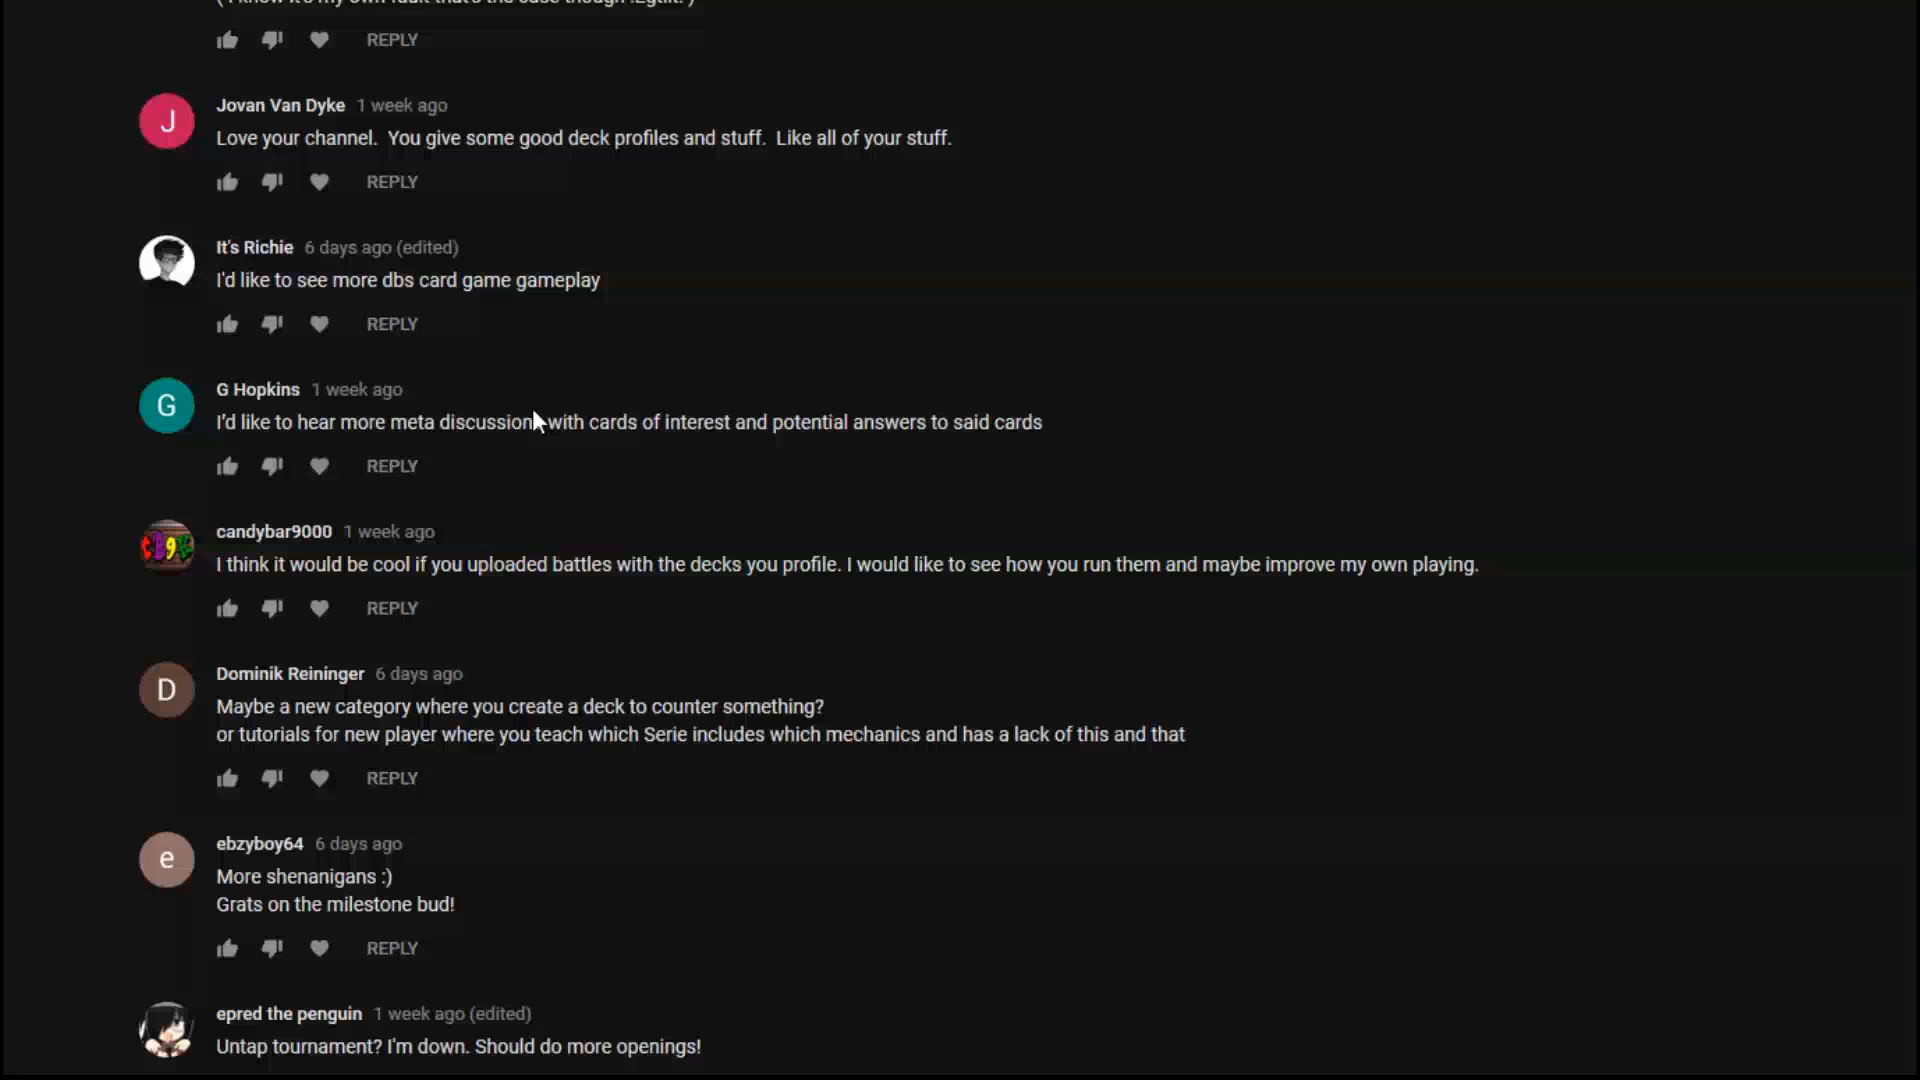 REPLY
J
Jovan Van Dyke 1 week ago
Love your channel.  You give some good deck profiles and stuff.  Like all of your stuff.
REPLY
It's Richie 6 days ago (edited)
I'd like to see more dbs card game gameplay
REPLY
G
G Hopkins 1 week ago
I'd like to hear more meta discussion with cards of interest and potential answers to said cards
REPLY
candybar9000 1 week ago
I think it would be cool if you uploaded battles with the decks you profile. I would like to see how you run them and maybe improve my own playing.
REPLY
D
Dominik Reininger 6 days ago
Maybe a new category where you create a deck to counter something?
or tutorials for new player where you teach which Serie includes which mechanics and has a lack of this and that
REPLY
e
ebzyboy64 6 days ago
More shenanigans :)
Grats on the milestone bud!
REPLY
epred the penguin 1 week ago (edited)
Untap tournament? I'm down. Should do more openings!